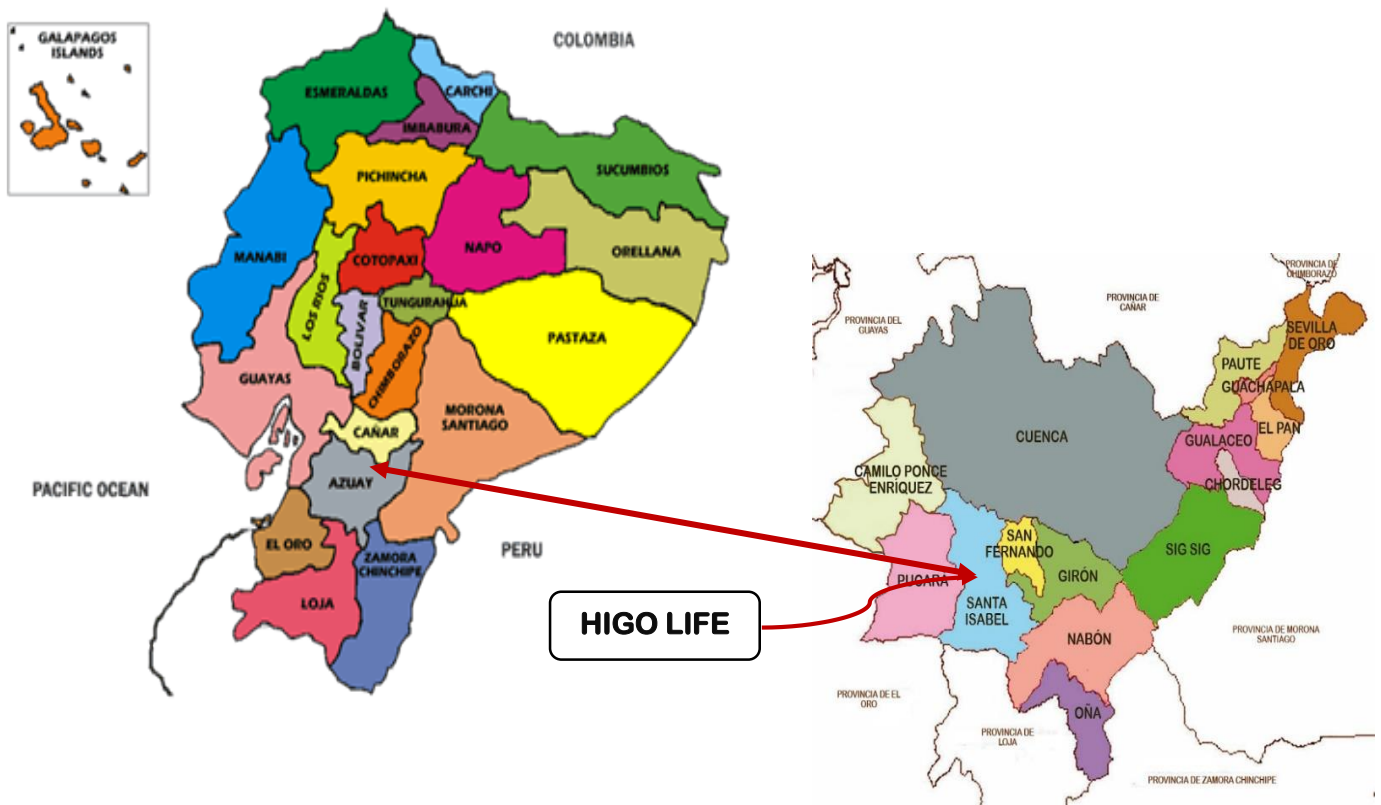 GALAPAGOS
ISLANDS
COLOMBIA
ESMERALDAS
CARCHI
IMBABURA
SUCUMBIOS
PICHINCHA
MANABI
COTOPAXI
NAPO
ORELLANA
LOS RIOS
BOLIVAR
TUNGURAHUA
CHIMBORAZO
PASTAZA
GUAYAS
MORONA
SANTIAGO
CAÑAR
AZUAY
PACIFIC OCEAN
EL ORO
ZAMORA
CHINCHIPE
LOJA
PERU
HIGO LIFE
PROVINCIA DE
CHIMBORAZO
PROVINCIA DE
CAÑAR
PROVINCIA DEL
GUAYAS
SEVILLA
DE ORO
PAUTE
GUACHAPALA
EL PAN
CUENCA
GUALACEO
CAMILO PONCE
ENRÍQUEZ
CHORDELEG
SAN
FERNANDO
SIG SIG
PUCARA
GIRÓN
SANTA
ISABEL
NABÓN
PROVINCIA DE MORONA
SANTIAGO
PROVINCIA DE EL
ORO
OÑA
PROVINCIA DE
LOJA
PROVINCIA DE ZAMORA CHINCHIPE